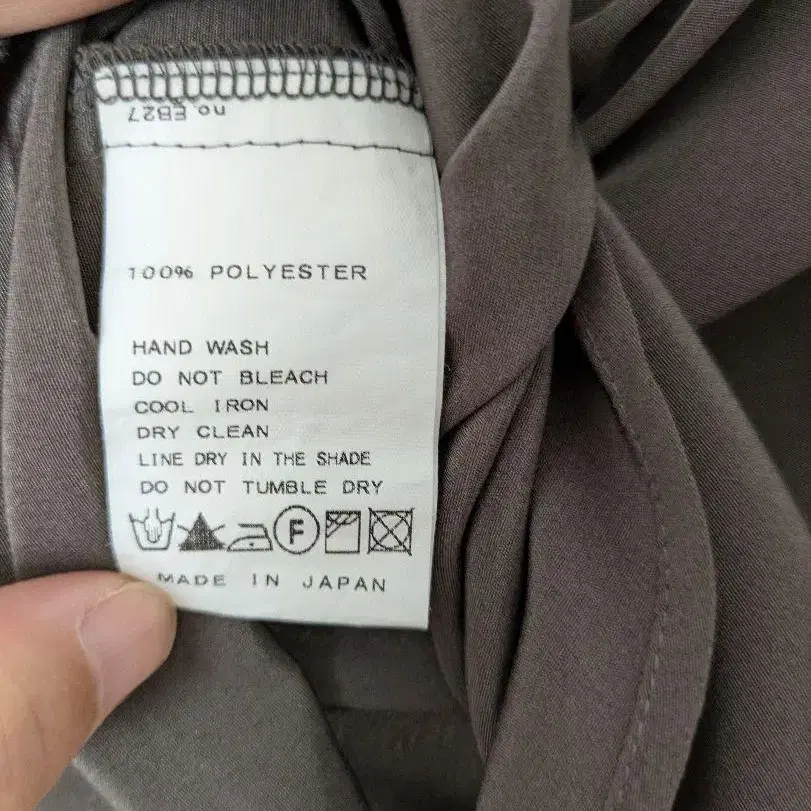 no.EB27
100% POLYESTER
HAND WASH
DO NOT BLEACH
COOL IRON
DRY CLEAN
LINE DRY IN THE SHADE
DO NOT TUMBLE DRY
F
MADE IN JAPAN